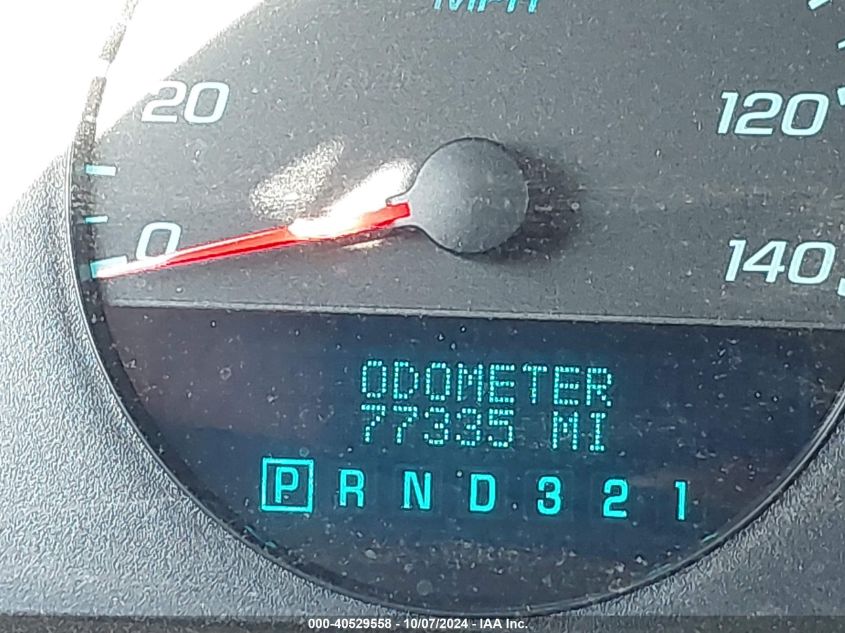 MPH
20
120
0
140
ODOMETER
77335 MI
P R N D 3 2 1
000-40529558 - 10/07/2024 - IAA Inc.